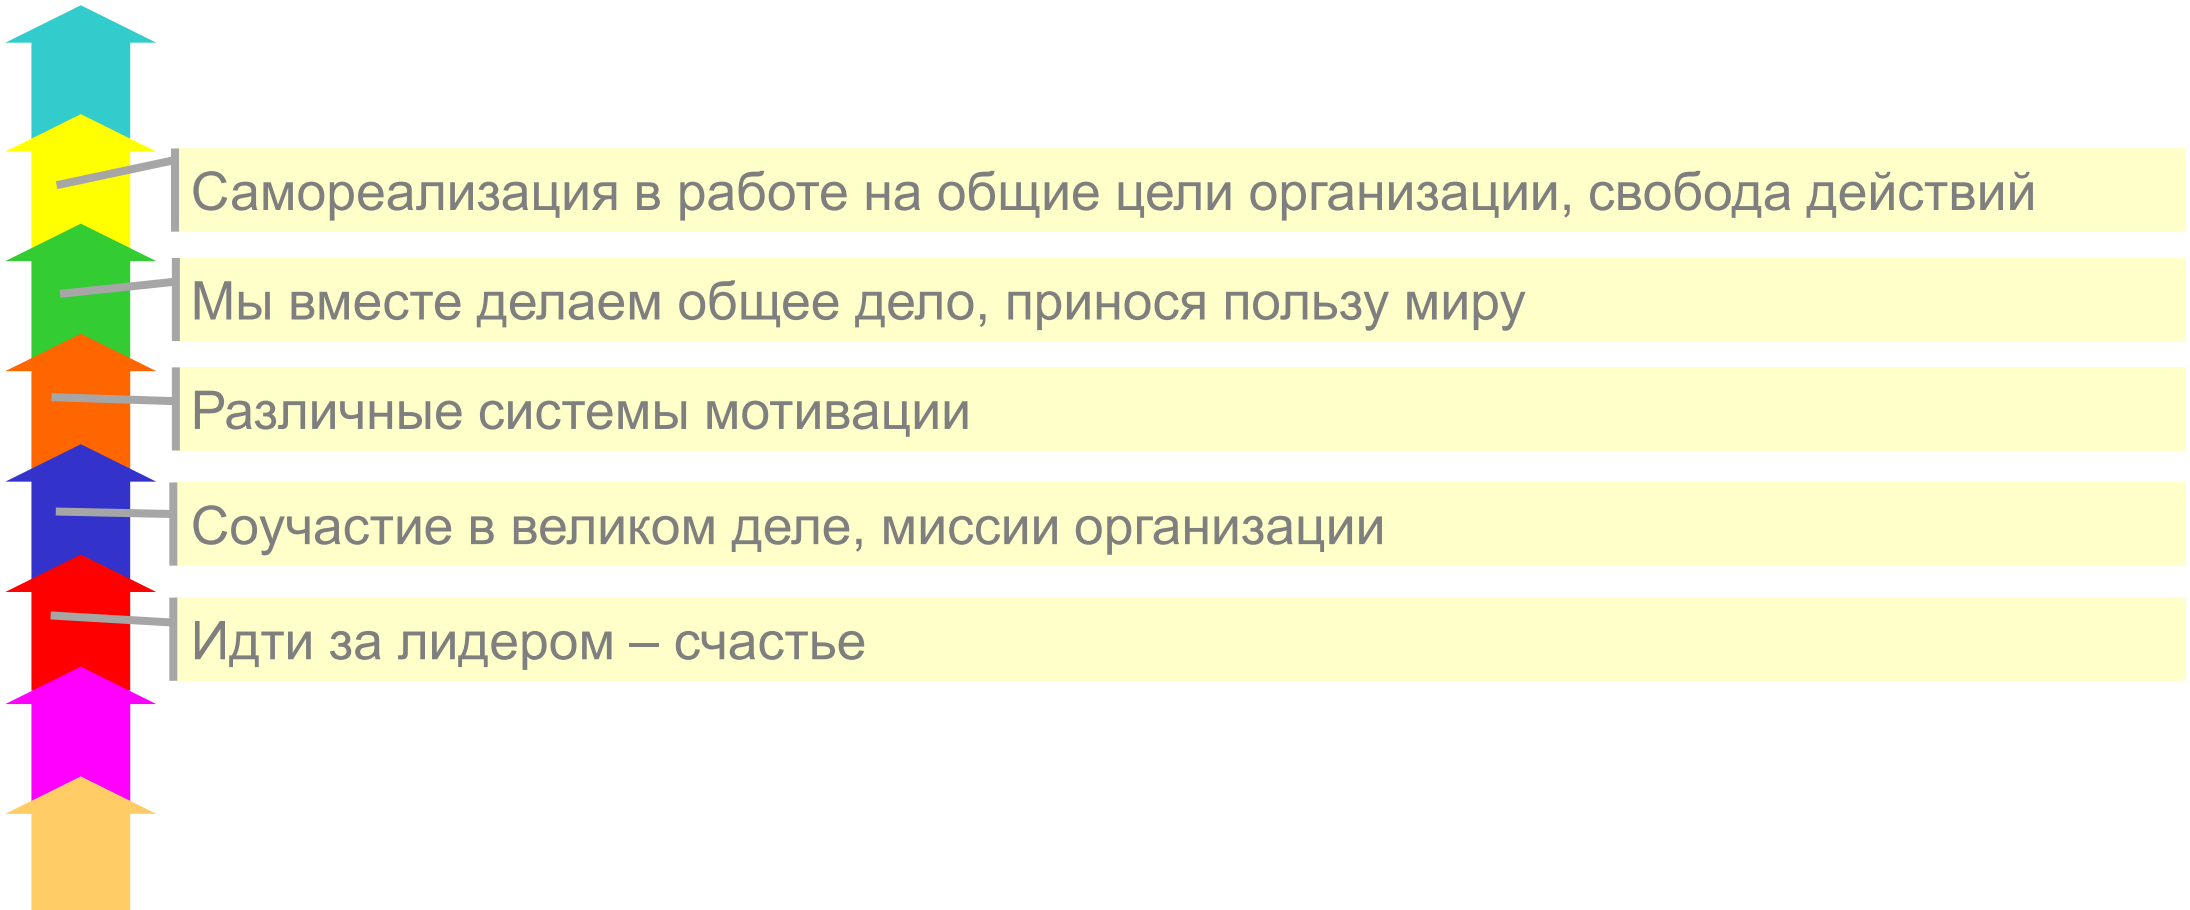 Самореализация в работе на общие цели организации, свобода действий
Мы вместе делаем общее дело, принося пользу миру
Различные системы мотивации
Соучастие в великом деле, миссии организации
Идти за лидером – счастье